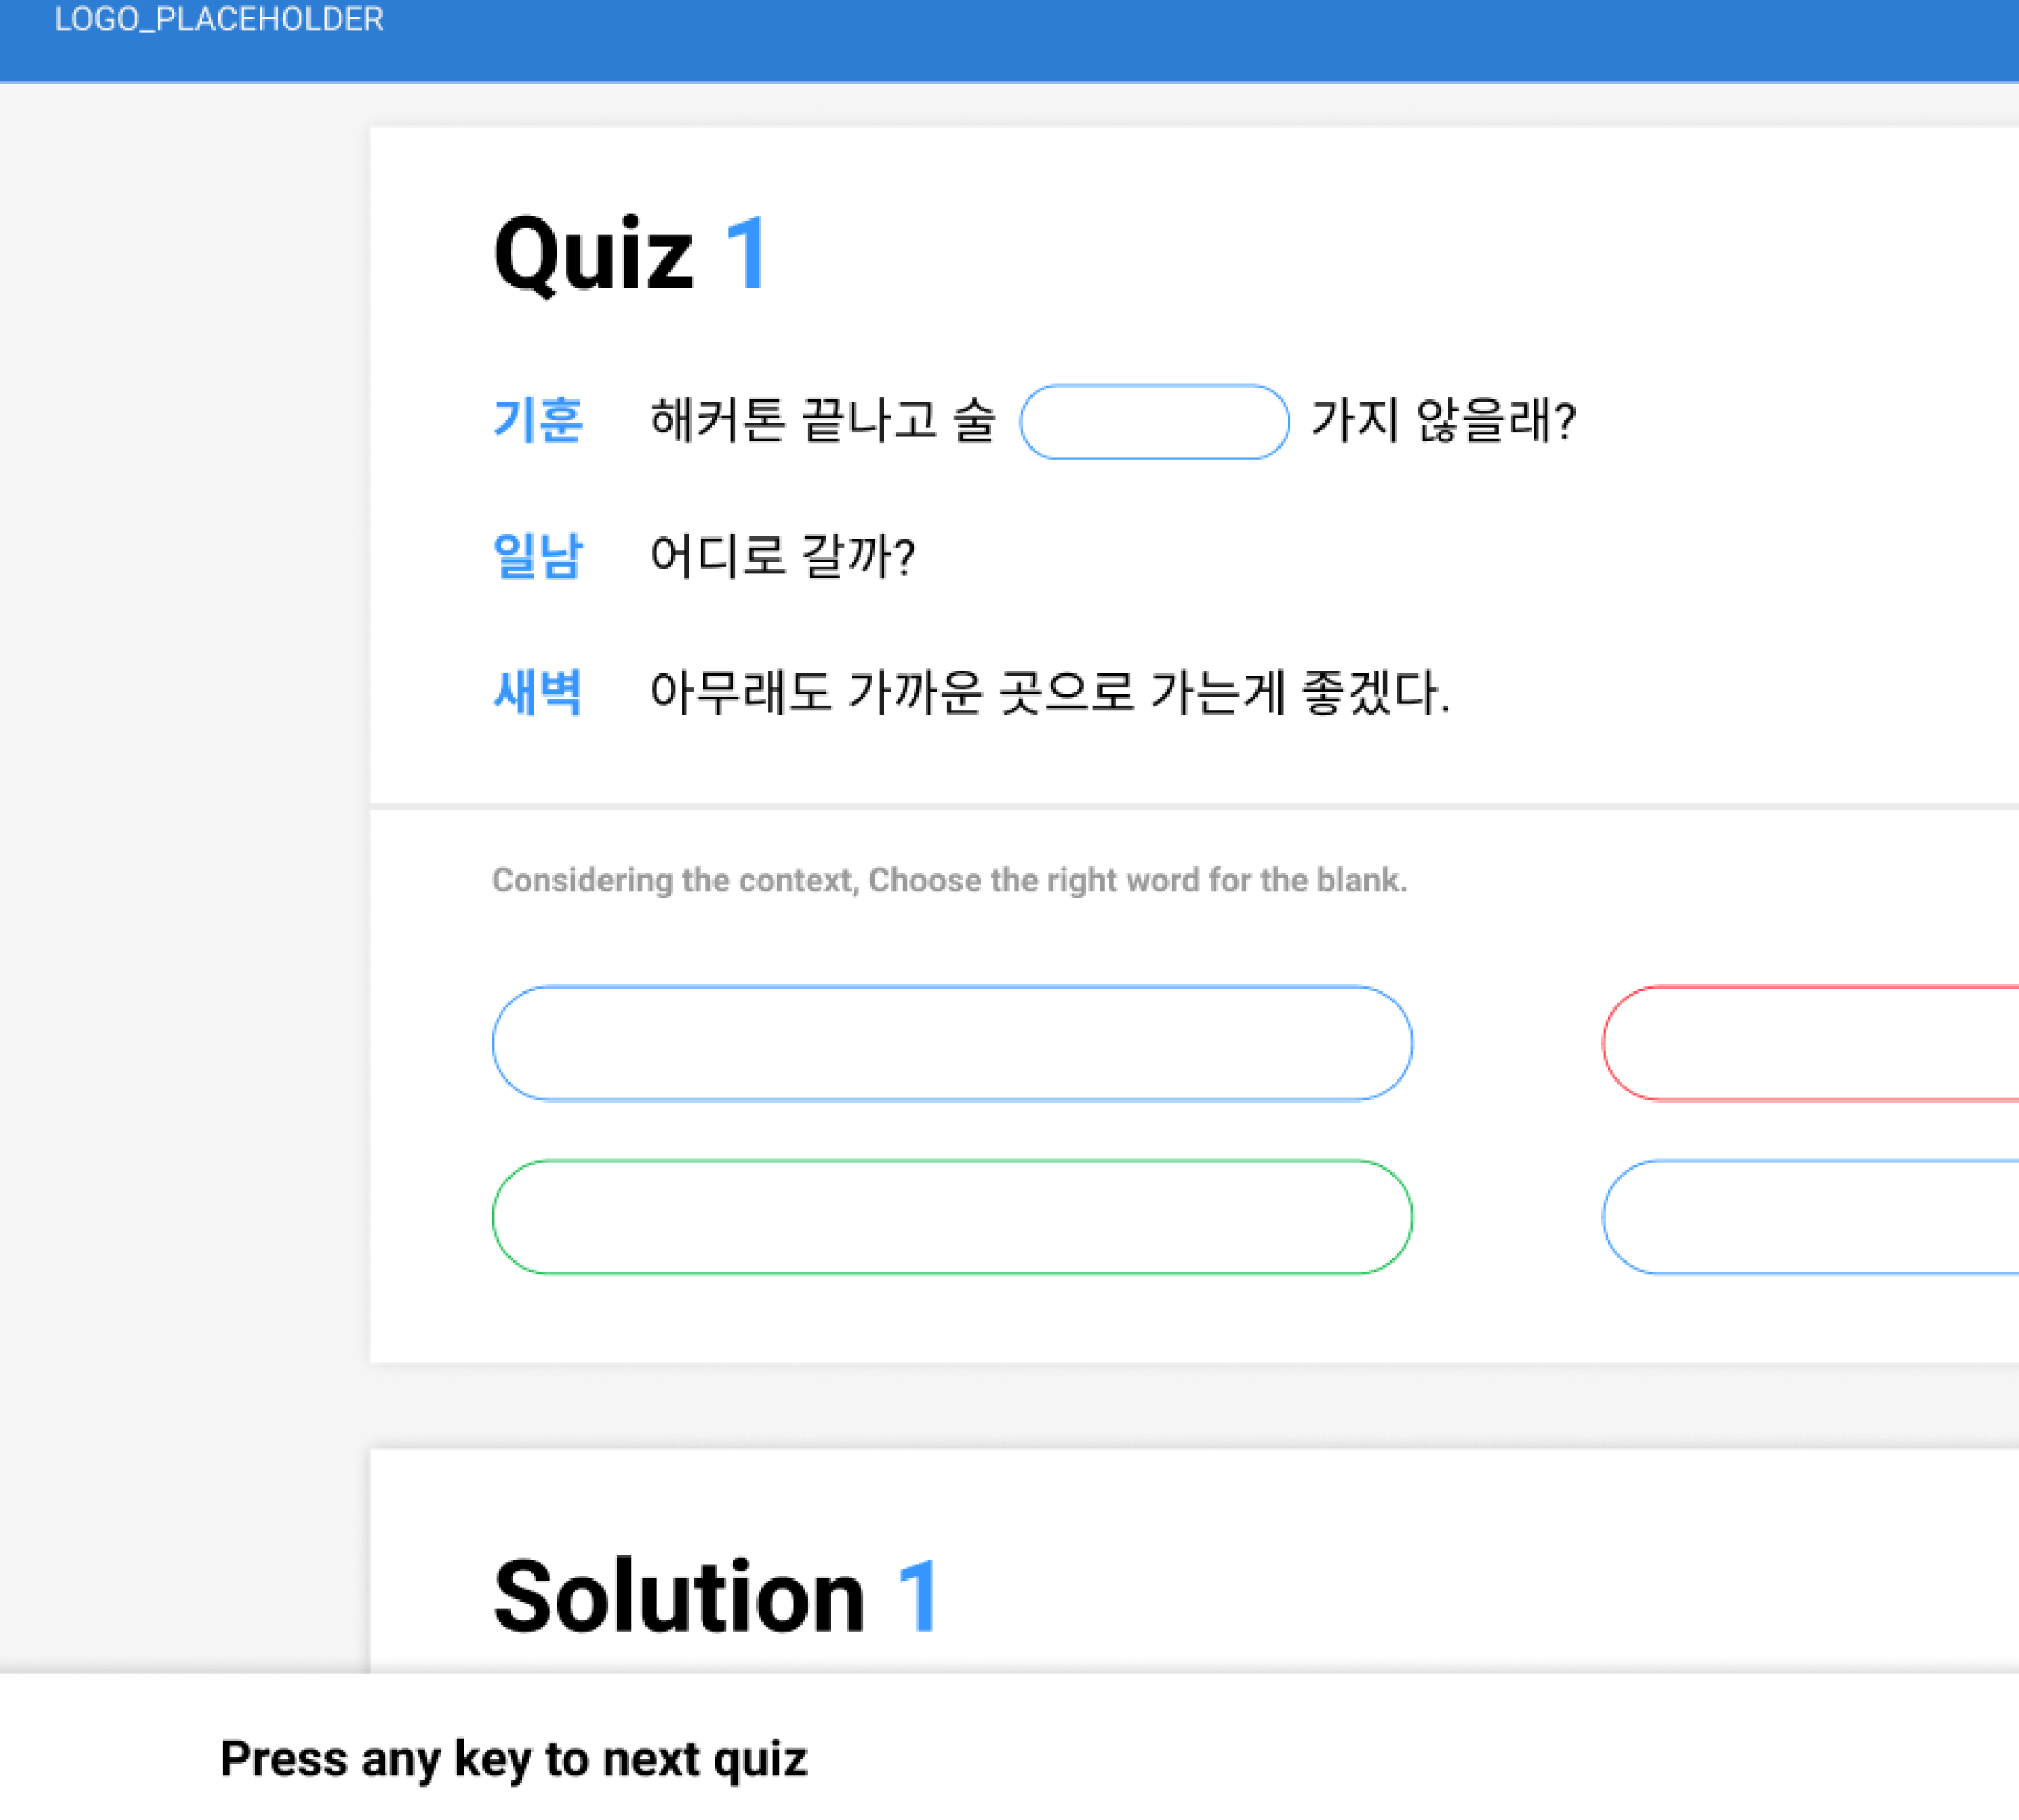 LOGO_PLACEHOLDER
Quiz 1
기훈 해커톤 끝나고 술 가지 않을래?
일남 어디로 갈까?
새벽 아무래도 가까운 곳으로 가는게 좋겠다.
Considering the context, Choose the right word for the blank.
Solution 1
Press any key to next quiz